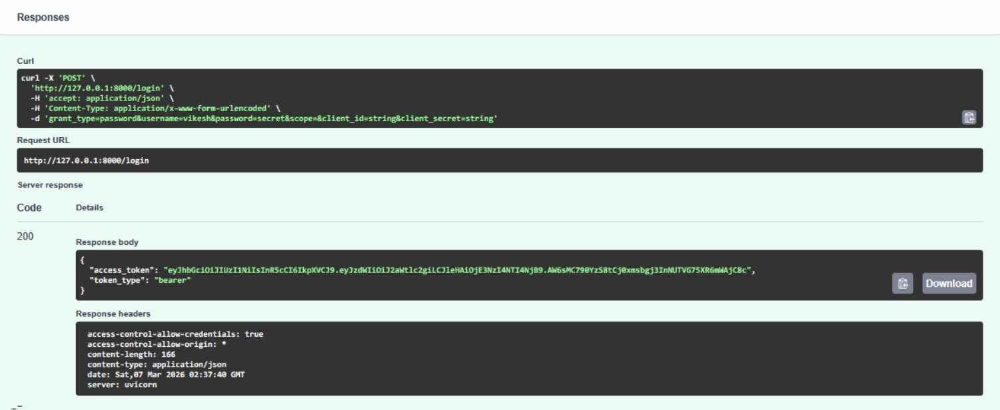 Responses
Curl
curl -X 'POST' \
  'http://127.0.0.1:8000/login' \
  -H 'accept: application/json' \
  -H 'Content-Type: application/x-www-form-urlencoded' \
  -d 'grant_type=password&username=vikesh&password=secret&scope=&client_id=string&client_secret=string'
Request URL
http://127.0.0.1:8000/login
Server response
Code Details
200
Response body
{
  "access_token": "eyJhbGciOiJIUzI1NiIsInR5cCI6IkpXVCJ9.eyJzdWIiOiJ2aWtlc2giLCJleHAiOjE3NzI4NTI4NjB9.AW6sMC790YzS8tCj0xmsbgj3InNUTVG75XR6mWAjC8c",
  "token_type": "bearer"
}
Download
Response headers
access-control-allow-credentials: true
access-control-allow-origin: *
content-length: 166
content-type: application/json
date: Sat,07 Mar 2026 02:37:40 GMT
server: uvicorn